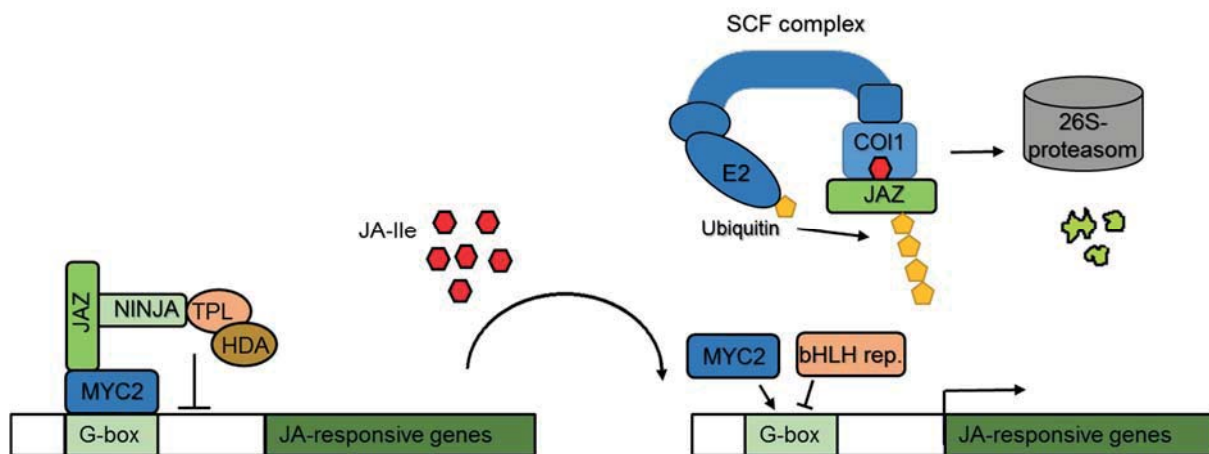 SCF complex
COI1
E2
JAZ
Ubiquitin
26S-
proteasom
JA-Ile
JAZ
NINJA
TPL
HDA
MYC2
G-box
JA-responsive genes
MYC2
bHLH rep.
G-box
JA-responsive genes